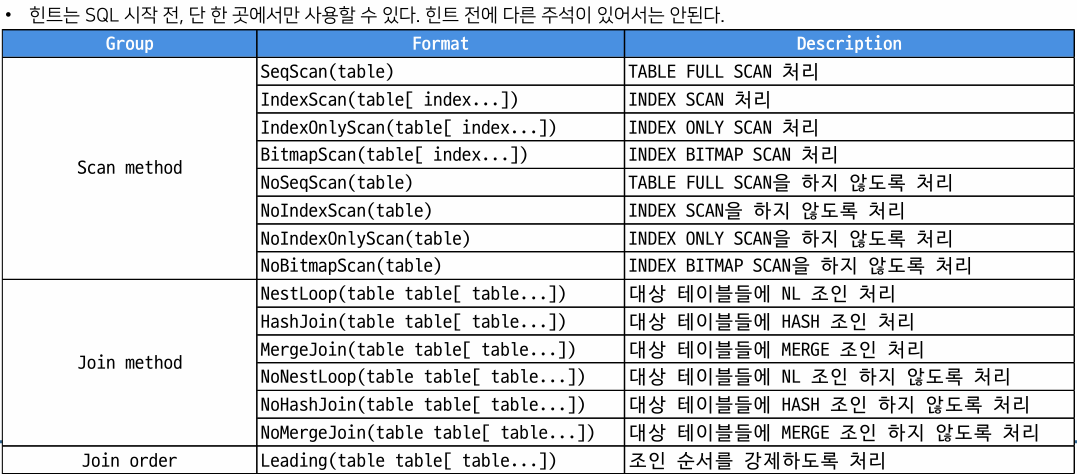 • 힌트는 SQL 시작 전, 단 한 곳에서만 사용할 수 있다. 힌트 전에 다른 주석이 있어서는 안된다.
Group Format Description
Scan method
SeqScan(table) TABLE FULL SCAN 처리
IndexScan(table[ index...]) INDEX SCAN 처리
IndexOnlyScan(table[ index...]) INDEX ONLY SCAN 처리
BitmapScan(table[ index...]) INDEX BITMAP SCAN 처리
NoSeqScan(table) TABLE FULL SCAN을 하지 않도록 처리
NoIndexScan(table) INDEX SCAN을 하지 않도록 처리
NoIndexOnlyScan(table) INDEX ONLY SCAN을 하지 않도록 처리
NoBitmapScan(table) INDEX BITMAP SCAN을 하지 않도록 처리
Join method
NestLoop(table table[ table...]) 대상 테이블들에 NL 조인 처리
HashJoin(table table[ table...]) 대상 테이블들에 HASH 조인 처리
MergeJoin(table table[ table...]) 대상 테이블들에 MERGE 조인 처리
NoNestLoop(table table[ table...]) 대상 테이블들에 NL 조인 하지 않도록 처리
NoHashJoin(table table[ table...]) 대상 테이블들에 HASH 조인 하지 않도록 처리
NoMergeJoin(table table[ table...]) 대상 테이블들에 MERGE 조인 하지 않도록 처리
Join order Leading(table table[ table...]) 조인 순서를 강제하도록 처리